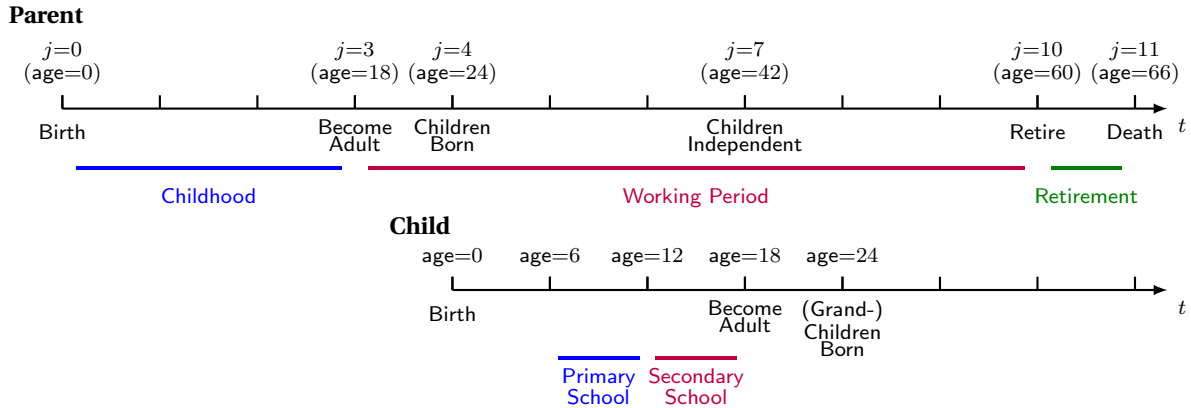 Parent
j=0 j=3 j=4 j=7 j=10 j=11
(age=0) (age=18) (age=24) (age=42) (age=60) (age=66)
Birth Become Children Children Retire Death t
Adult Born Independent
Childhood Working Period Retirement
Child
age=0 age=6 age=12 age=18 age=24
Birth Become (Grand-) t
Adult Children
Born
Primary Secondary
School School